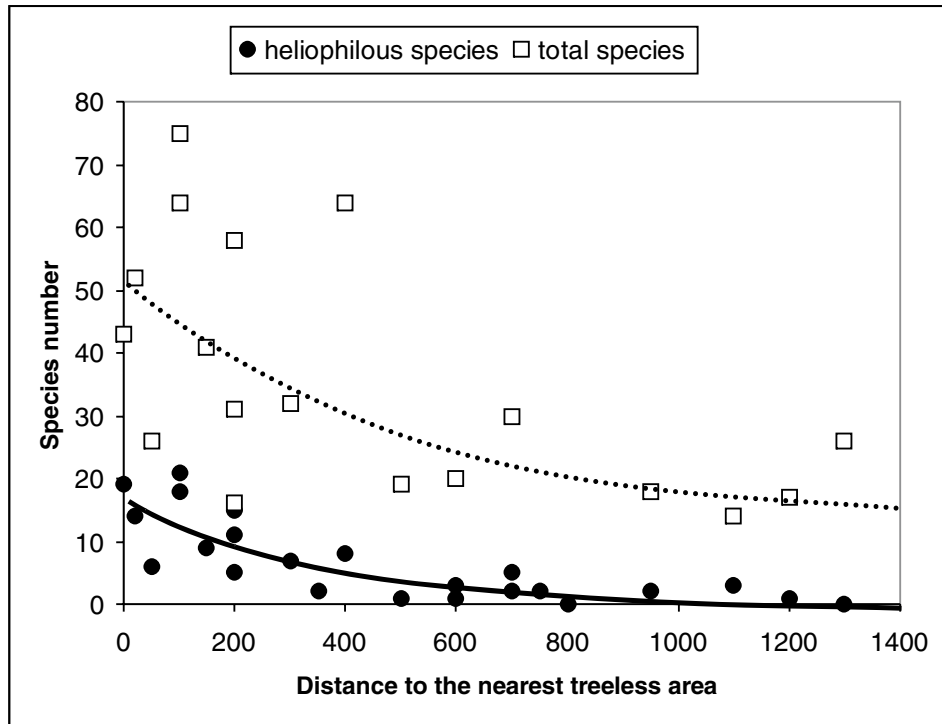 heliophilous species total species
80
70
60
50
40
30
20
10
0
Species number
0 200 400 600 800 1000 1200 1400
Distance to the nearest treeless area